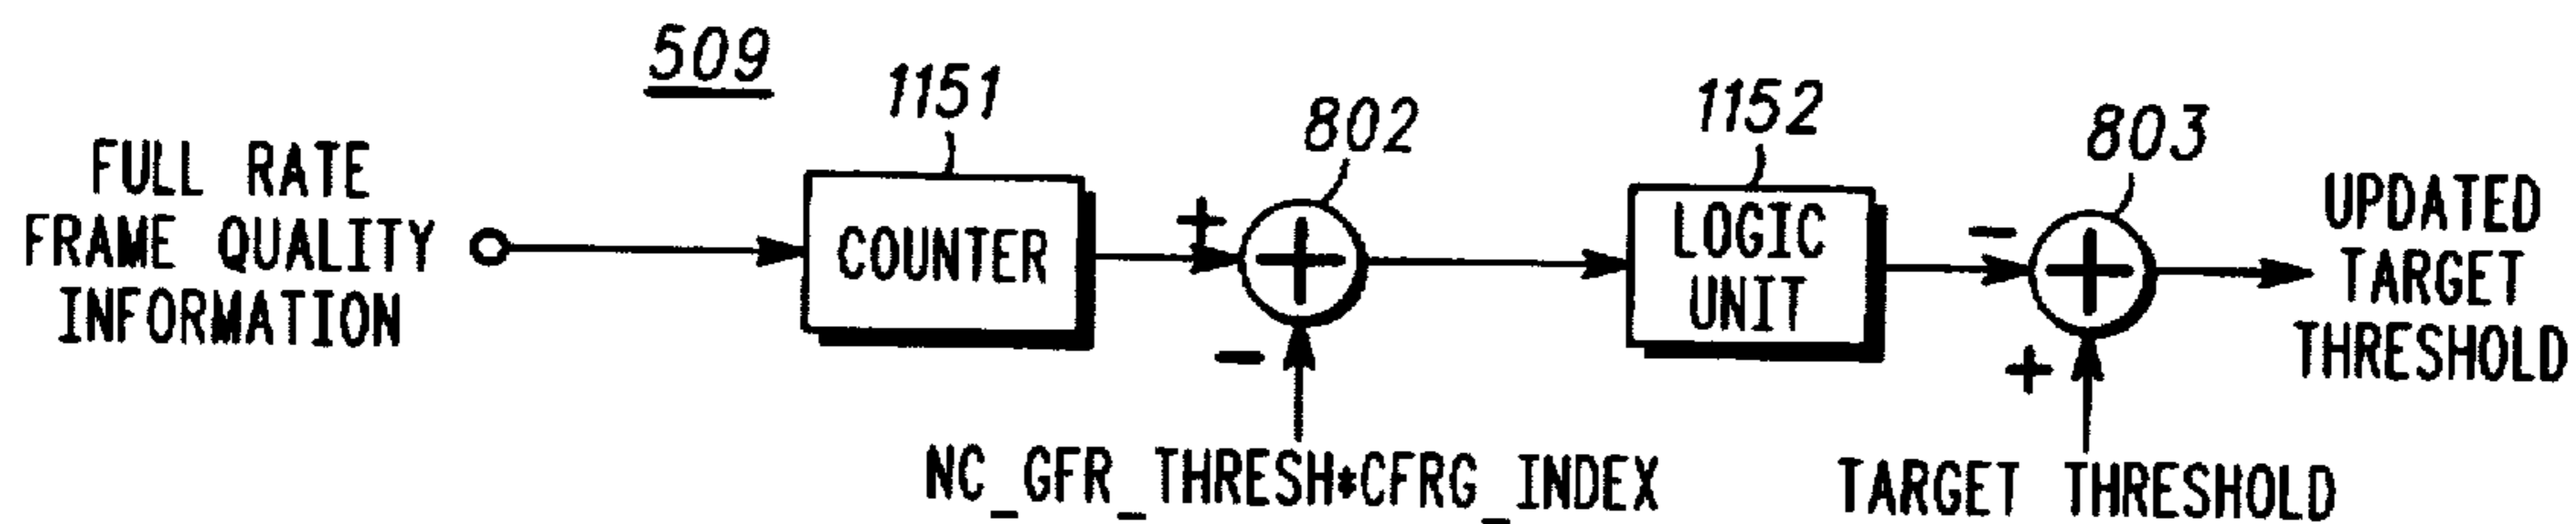 509
1151
802
1152
803
FULL RATE
FRAME QUALITY
INFORMATION
COUNTER
+
-
LOGIC
UNIT
-
+
UPDATED
TARGET
THRESHOLD
NC_GFR_THRESH*CFRG_INDEX
TARGET THRESHOLD